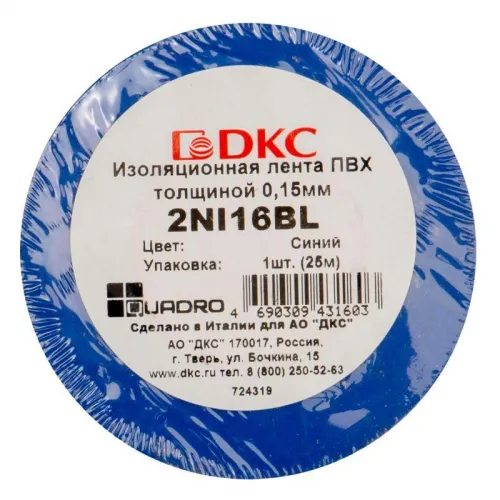 DKC
Изоляционная лента ПВХ
толщиной 0,15мм
2NI16BL
Цвет: Синий
Упаковка: 1шт. (25м)
QUADRO
4 690309 431603
Сделано в Италии для АО "ДКС"
АО "ДКС" 170017, Россия,
г. Тверь, ул. Бочкина, 15
www.dkc.ru тел. 8 (800) 250-52-63
724319